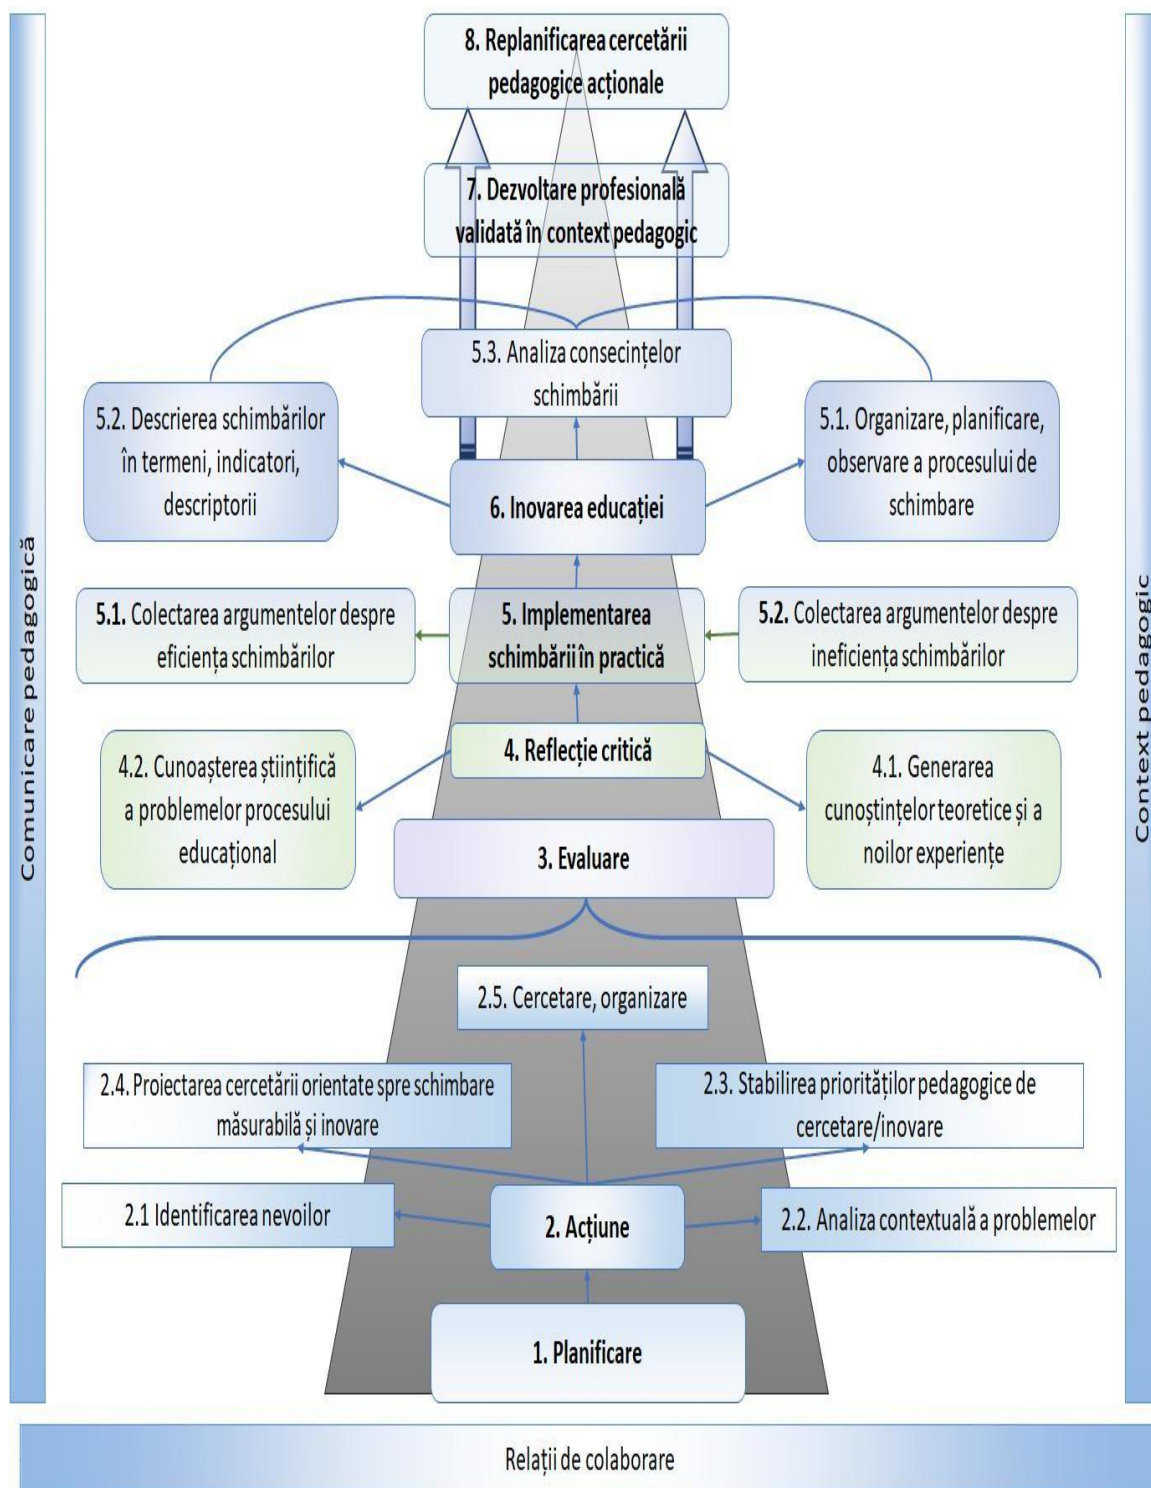 8. Replanificarea cercetării
pedagogice acționale
7. Dezvoltare profesională
validată în context pedagogic
5.3. Analiza consecințelor
schimbării
5.2. Descrierea schimbărilor
în termeni, indicatori,
descriptorii
5.1. Organizare, planificare,
observare a procesului de
schimbare
6. Inovarea educației
5.1. Colectarea argumentelor despre
eficiența schimbărilor
5. Implementarea
schimbării în practică
5.2. Colectarea argumentelor despre
ineficiența schimbărilor
4. Reflecție critică
4.2. Cunoașterea științifică
a problemelor procesului
educațional
4.1. Generarea
cunoștințelor teoretice și a
noilor experiențe
3. Evaluare
2.5. Cercetare, organizare
2.4. Proiectarea cercetării orientate spre schimbare
măsurabilă și inovare
2.3. Stabilirea priorităților pedagogice de
cercetare/inovare
2.1 Identificarea nevoilor
2. Acțiune
2.2. Analiza contextuală a problemelor
1. Planificare
Comunicare pedagogică
Context pedagogic
Relații de colaborare